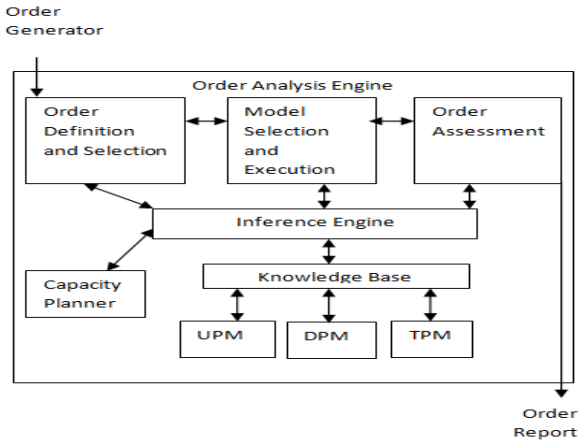 Order
Generator
Order Analysis Engine
Order
Definition
and Selection
Model
Selection
and
Execution
Order
Assessment
Inference Engine
Capacity
Planner
Knowledge Base
UPM
DPM
TPM
Order
Report